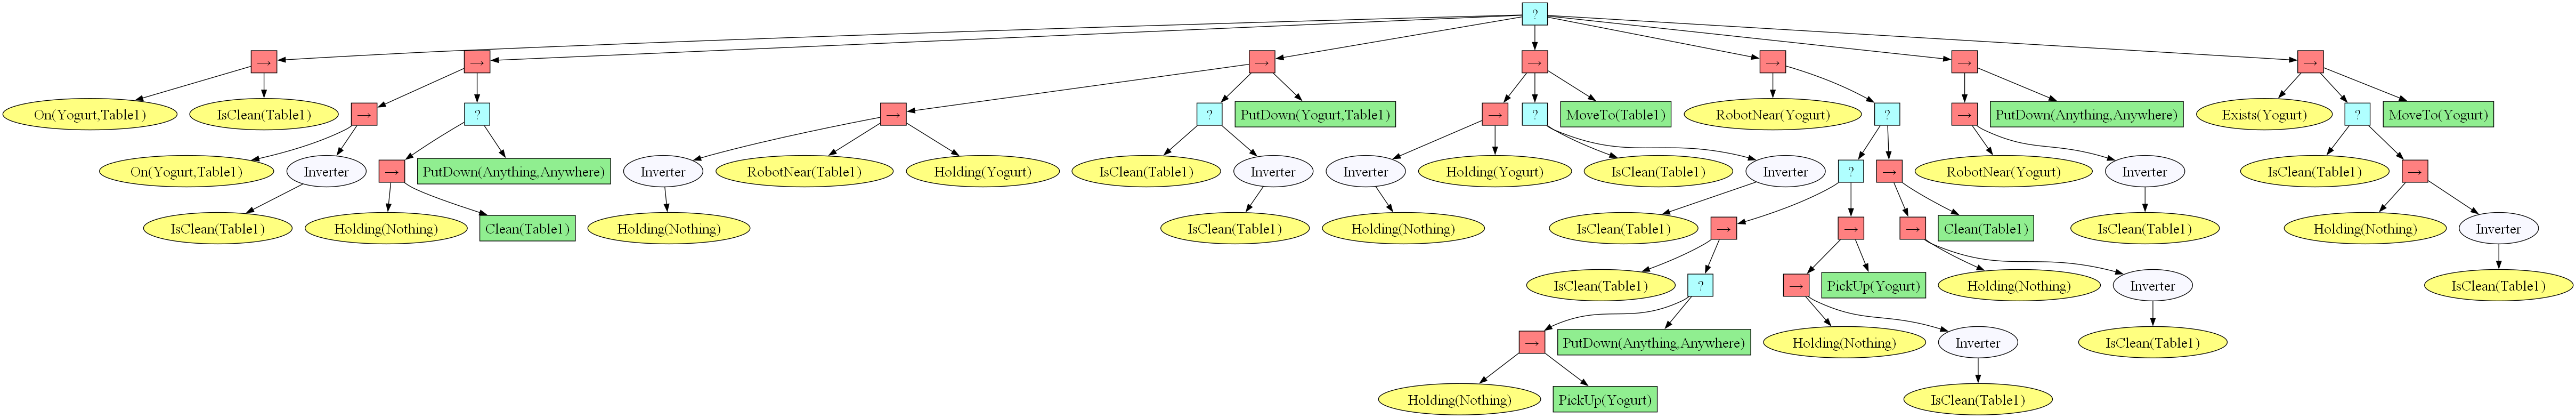 ?
→ → → → → → →
On(Yogurt,Table1) IsClean(Table1) → ? → ? PutDown(Yogurt,Table1) → ? MoveTo(Table1) RobotNear(Yogurt) ? → PutDown(Anything,Anywhere) Exists(Yogurt) ? MoveTo(Yogurt)
On(Yogurt,Table1) Inverter → PutDown(Anything,Anywhere) Inverter RobotNear(Table1) Holding(Yogurt) IsClean(Table1) Inverter Inverter Holding(Yogurt) IsClean(Table1) Inverter ? → RobotNear(Yogurt) Inverter IsClean(Table1) →
IsClean(Table1) Holding(Nothing) Clean(Table1) Holding(Nothing) IsClean(Table1) Holding(Nothing) IsClean(Table1) → → → Clean(Table1) IsClean(Table1) Holding(Nothing) Inverter
IsClean(Table1) ? → PickUp(Yogurt) Holding(Nothing) Inverter IsClean(Table1)
→ PutDown(Anything,Anywhere) Holding(Nothing) Inverter IsClean(Table1)
Holding(Nothing) PickUp(Yogurt) IsClean(Table1)